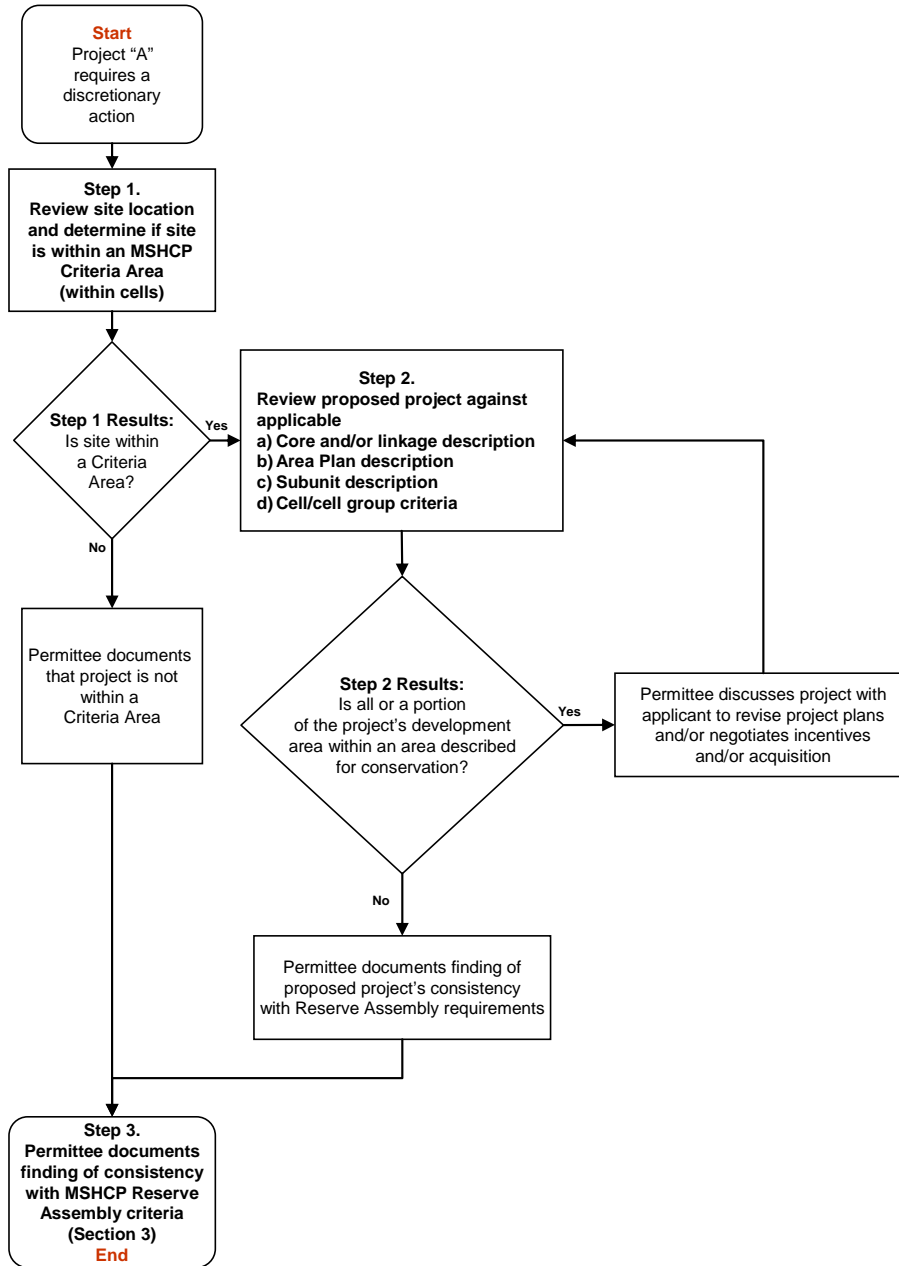 Start
Project “A”
requires a
discretionary
action
Step 1.
Review site location
and determine if site
is within an MSHCP
Criteria Area
(within cells)
Step 1 Results:
Is site within
a Criteria
Area?
Yes
No
Step 2.
Review proposed project against
applicable
a) Core and/or linkage description
b) Area Plan description
c) Subunit description
d) Cell/cell group criteria
Permittee documents
that project is not
within a
Criteria Area
Step 2 Results:
Is all or a portion
of the project’s development
area within an area described
for conservation?
Yes
No
Permittee discusses project with
applicant to revise project plans
and/or negotiates incentives
and/or acquisition
Permittee documents finding of
proposed project’s consistency
with Reserve Assembly requirements
Step 3.
Permittee documents
finding of consistency
with MSHCP Reserve
Assembly criteria
(Section 3)
End